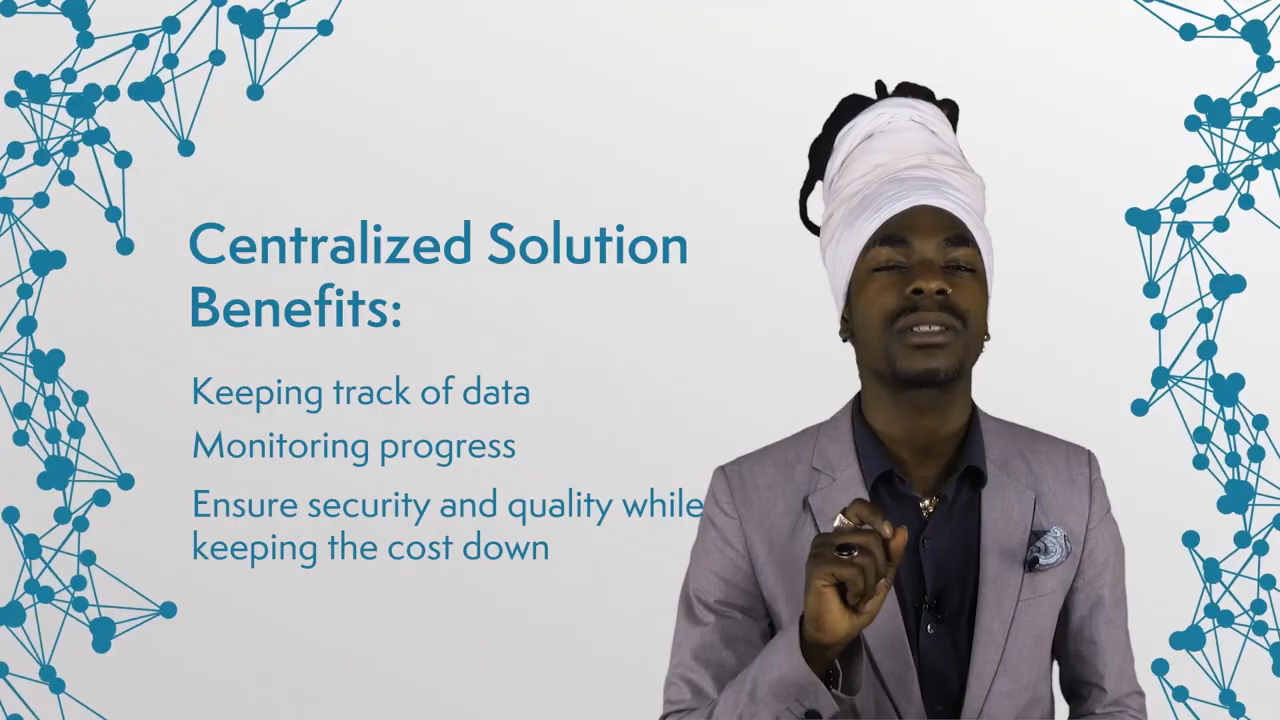 Centralized Solution
Benefits:
Keeping track of data
Monitoring progress
Ensure security and quality while
keeping the cost down